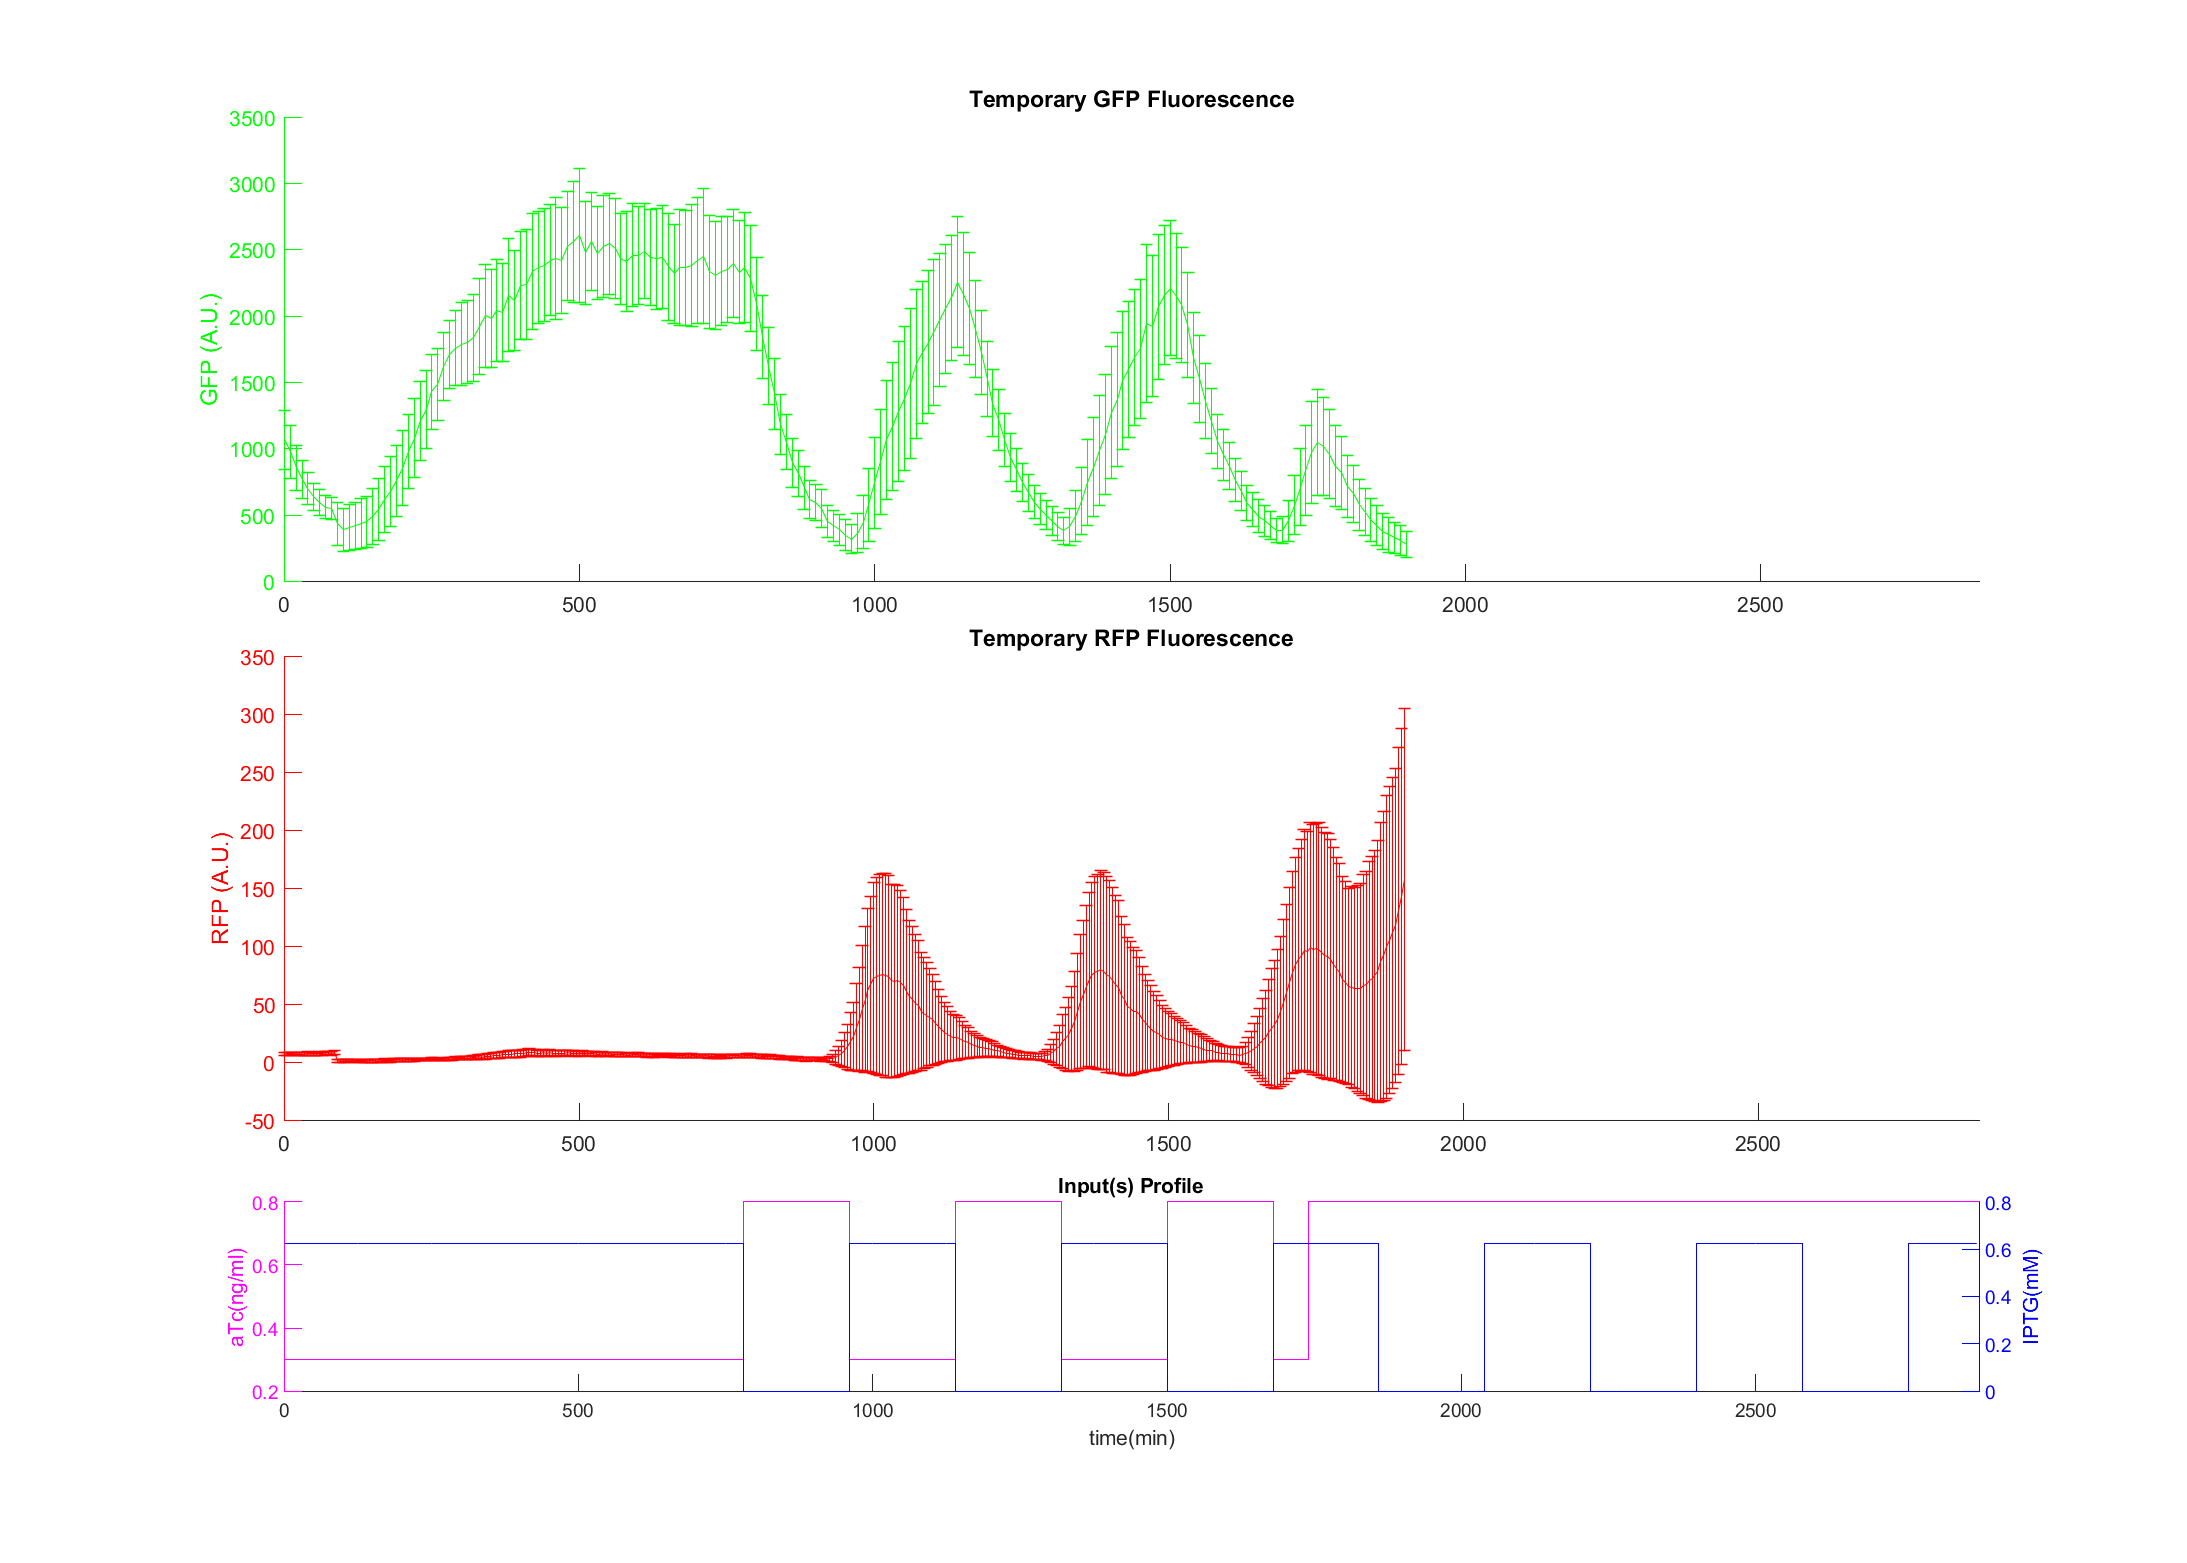 Temporary GFP Fluorescence
GFP (A.U.)
3500
3000
2500
2000
1500
1000
500
0
0 500 1000 1500 2000 2500
Temporary RFP Fluorescence
RFP (A.U.)
350
300
250
200
150
100
50
0
-50
0 500 1000 1500 2000 2500
Input(s) Profile
aTc(ng/ml)
0.8
0.6
0.4
0.2
IPTG(mM)
0.8
0.6
0.4
0.2
0
0 500 1000 1500 2000 2500
time(min)